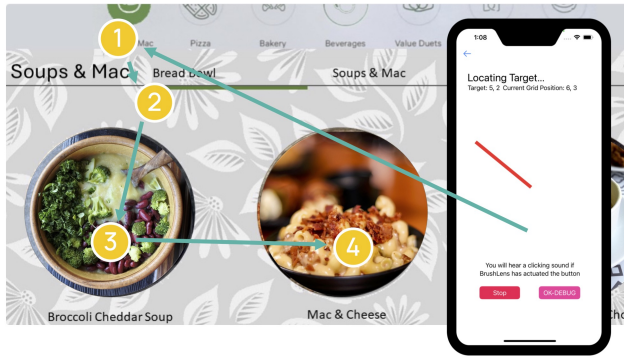 Mac
Pizza
Bakery
Beverages
Value Duets
1
Soups & Mac
Bread Bowl
Soups & Mac
2
3
4
Broccoli Cheddar Soup
Mac & Cheese
1:08
Locating Target...
Target: 5, 2 Current Grid Position: 6, 3
You will hear a clicking sound if
BrushLens has actuated the button
Stop
OK-DEBUG